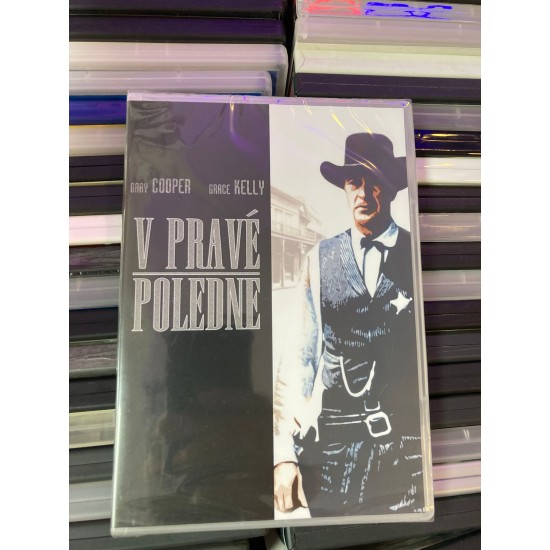 GARY COOPER GRACE KELLY
V PRAVÉ
POLEDNE